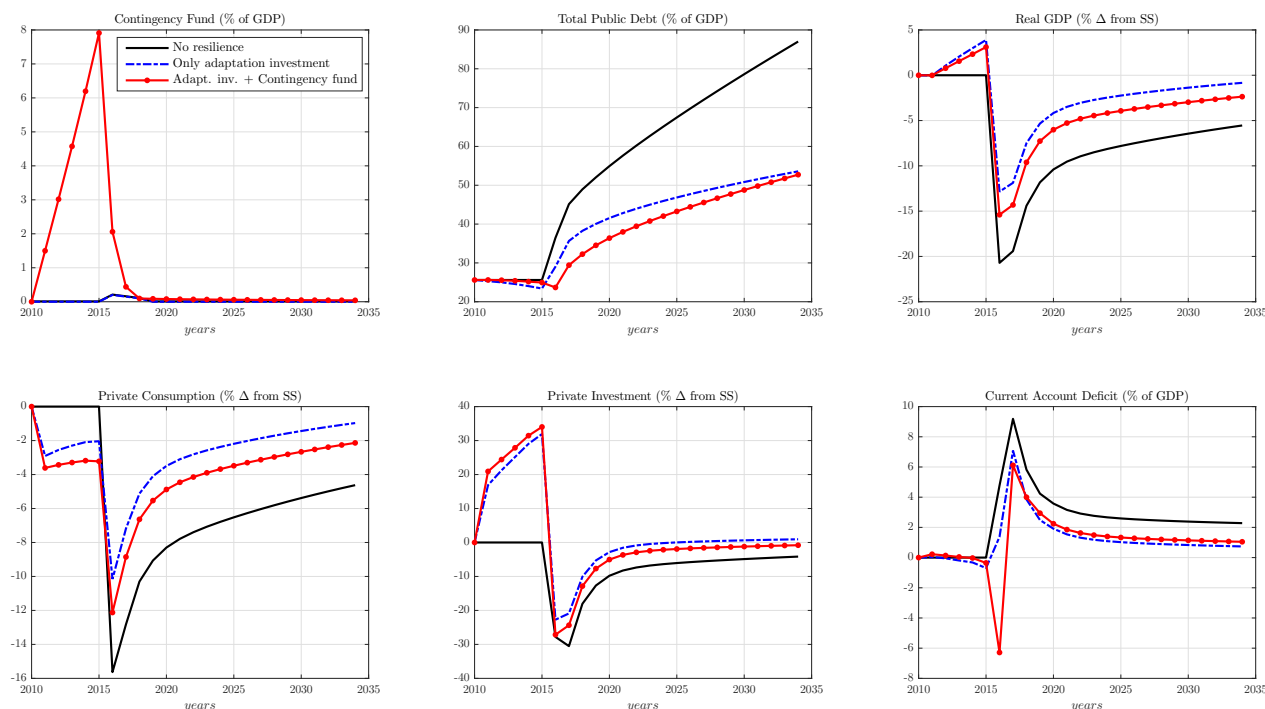 Contingency Fund (% of GDP)
8
7
6
5
4
3
2
1
0
No resilience
Only adaptation investment
Adapt. inv. + Contingency fund
2010 2015 2020 2025 2030 2035
years
Total Public Debt (% of GDP)
90
80
70
60
50
40
30
20
2010 2015 2020 2025 2030 2035
years
Real GDP (% Δ from SS)
5
0
-5
-10
-15
-20
-25
2010 2015 2020 2025 2030 2035
years
Private Consumption (% Δ from SS)
0
-2
-4
-6
-8
-10
-12
-14
-16
2010 2015 2020 2025 2030 2035
years
Private Investment (% Δ from SS)
40
30
20
10
0
-10
-20
-30
-40
2010 2015 2020 2025 2030 2035
years
Current Account Deficit (% of GDP)
10
8
6
4
2
0
-2
-4
-6
-8
2010 2015 2020 2025 2030 2035
years